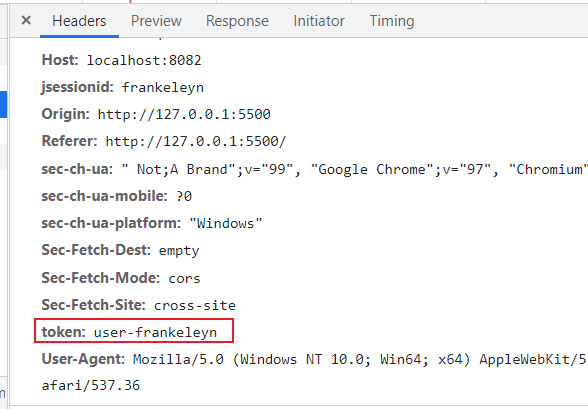 × Headers Preview Response Initiator Timing
Host: localhost:8082
jsessionid: frankeleyn
Origin: http://127.0.0.1:5500
Referer: http://127.0.0.1:5500/
sec-ch-ua: " Not;A Brand";v="99", "Google Chrome";v="97", "Chromium"
sec-ch-ua-mobile: ?0
sec-ch-ua-platform: "Windows"
Sec-Fetch-Dest: empty
Sec-Fetch-Mode: cors
Sec-Fetch-Site: cross-site
token: user-frankeleyn
User-Agent: Mozilla/5.0 (Windows NT 10.0; Win64; x64) AppleWebKit/5
afari/537.36